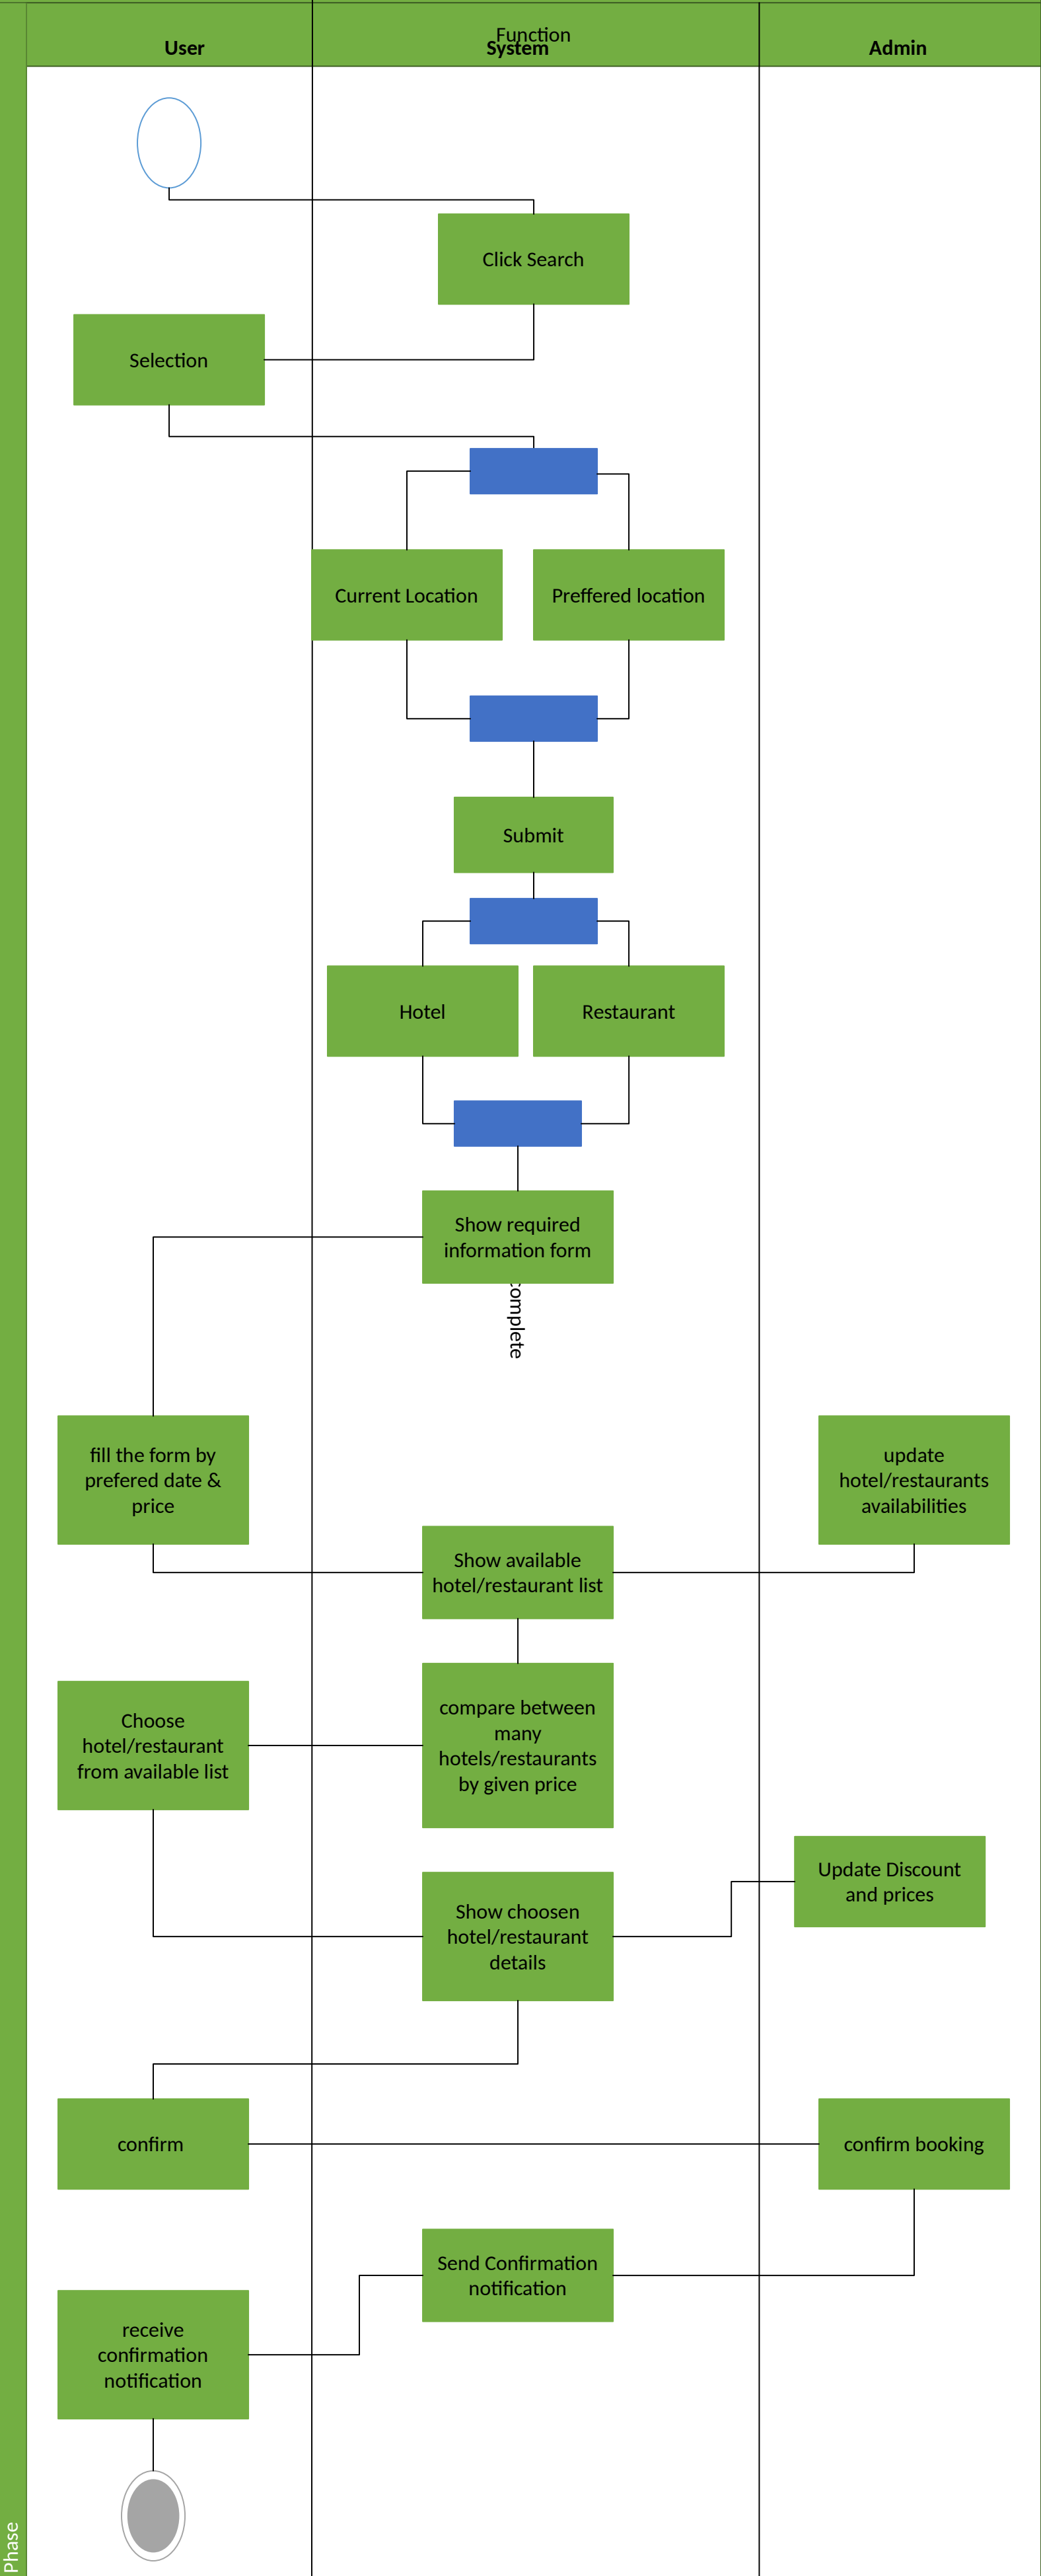 Function
User
System
Admin
Click Search
Selection
Current Location
Preffered location
Submit
Hotel
Restaurant
Show required
information form
complete
fill the form by
prefered date &
price
update
hotel/restaurants
availabilities
Show available
hotel/restaurant list
Choose
hotel/restaurant
from available list
compare between
many
hotels/restaurants
by given price
Update Discount
and prices
Show choosen
hotel/restaurant
details
confirm
confirm booking
Send Confirmation
notification
receive
confirmation
notification
Phase